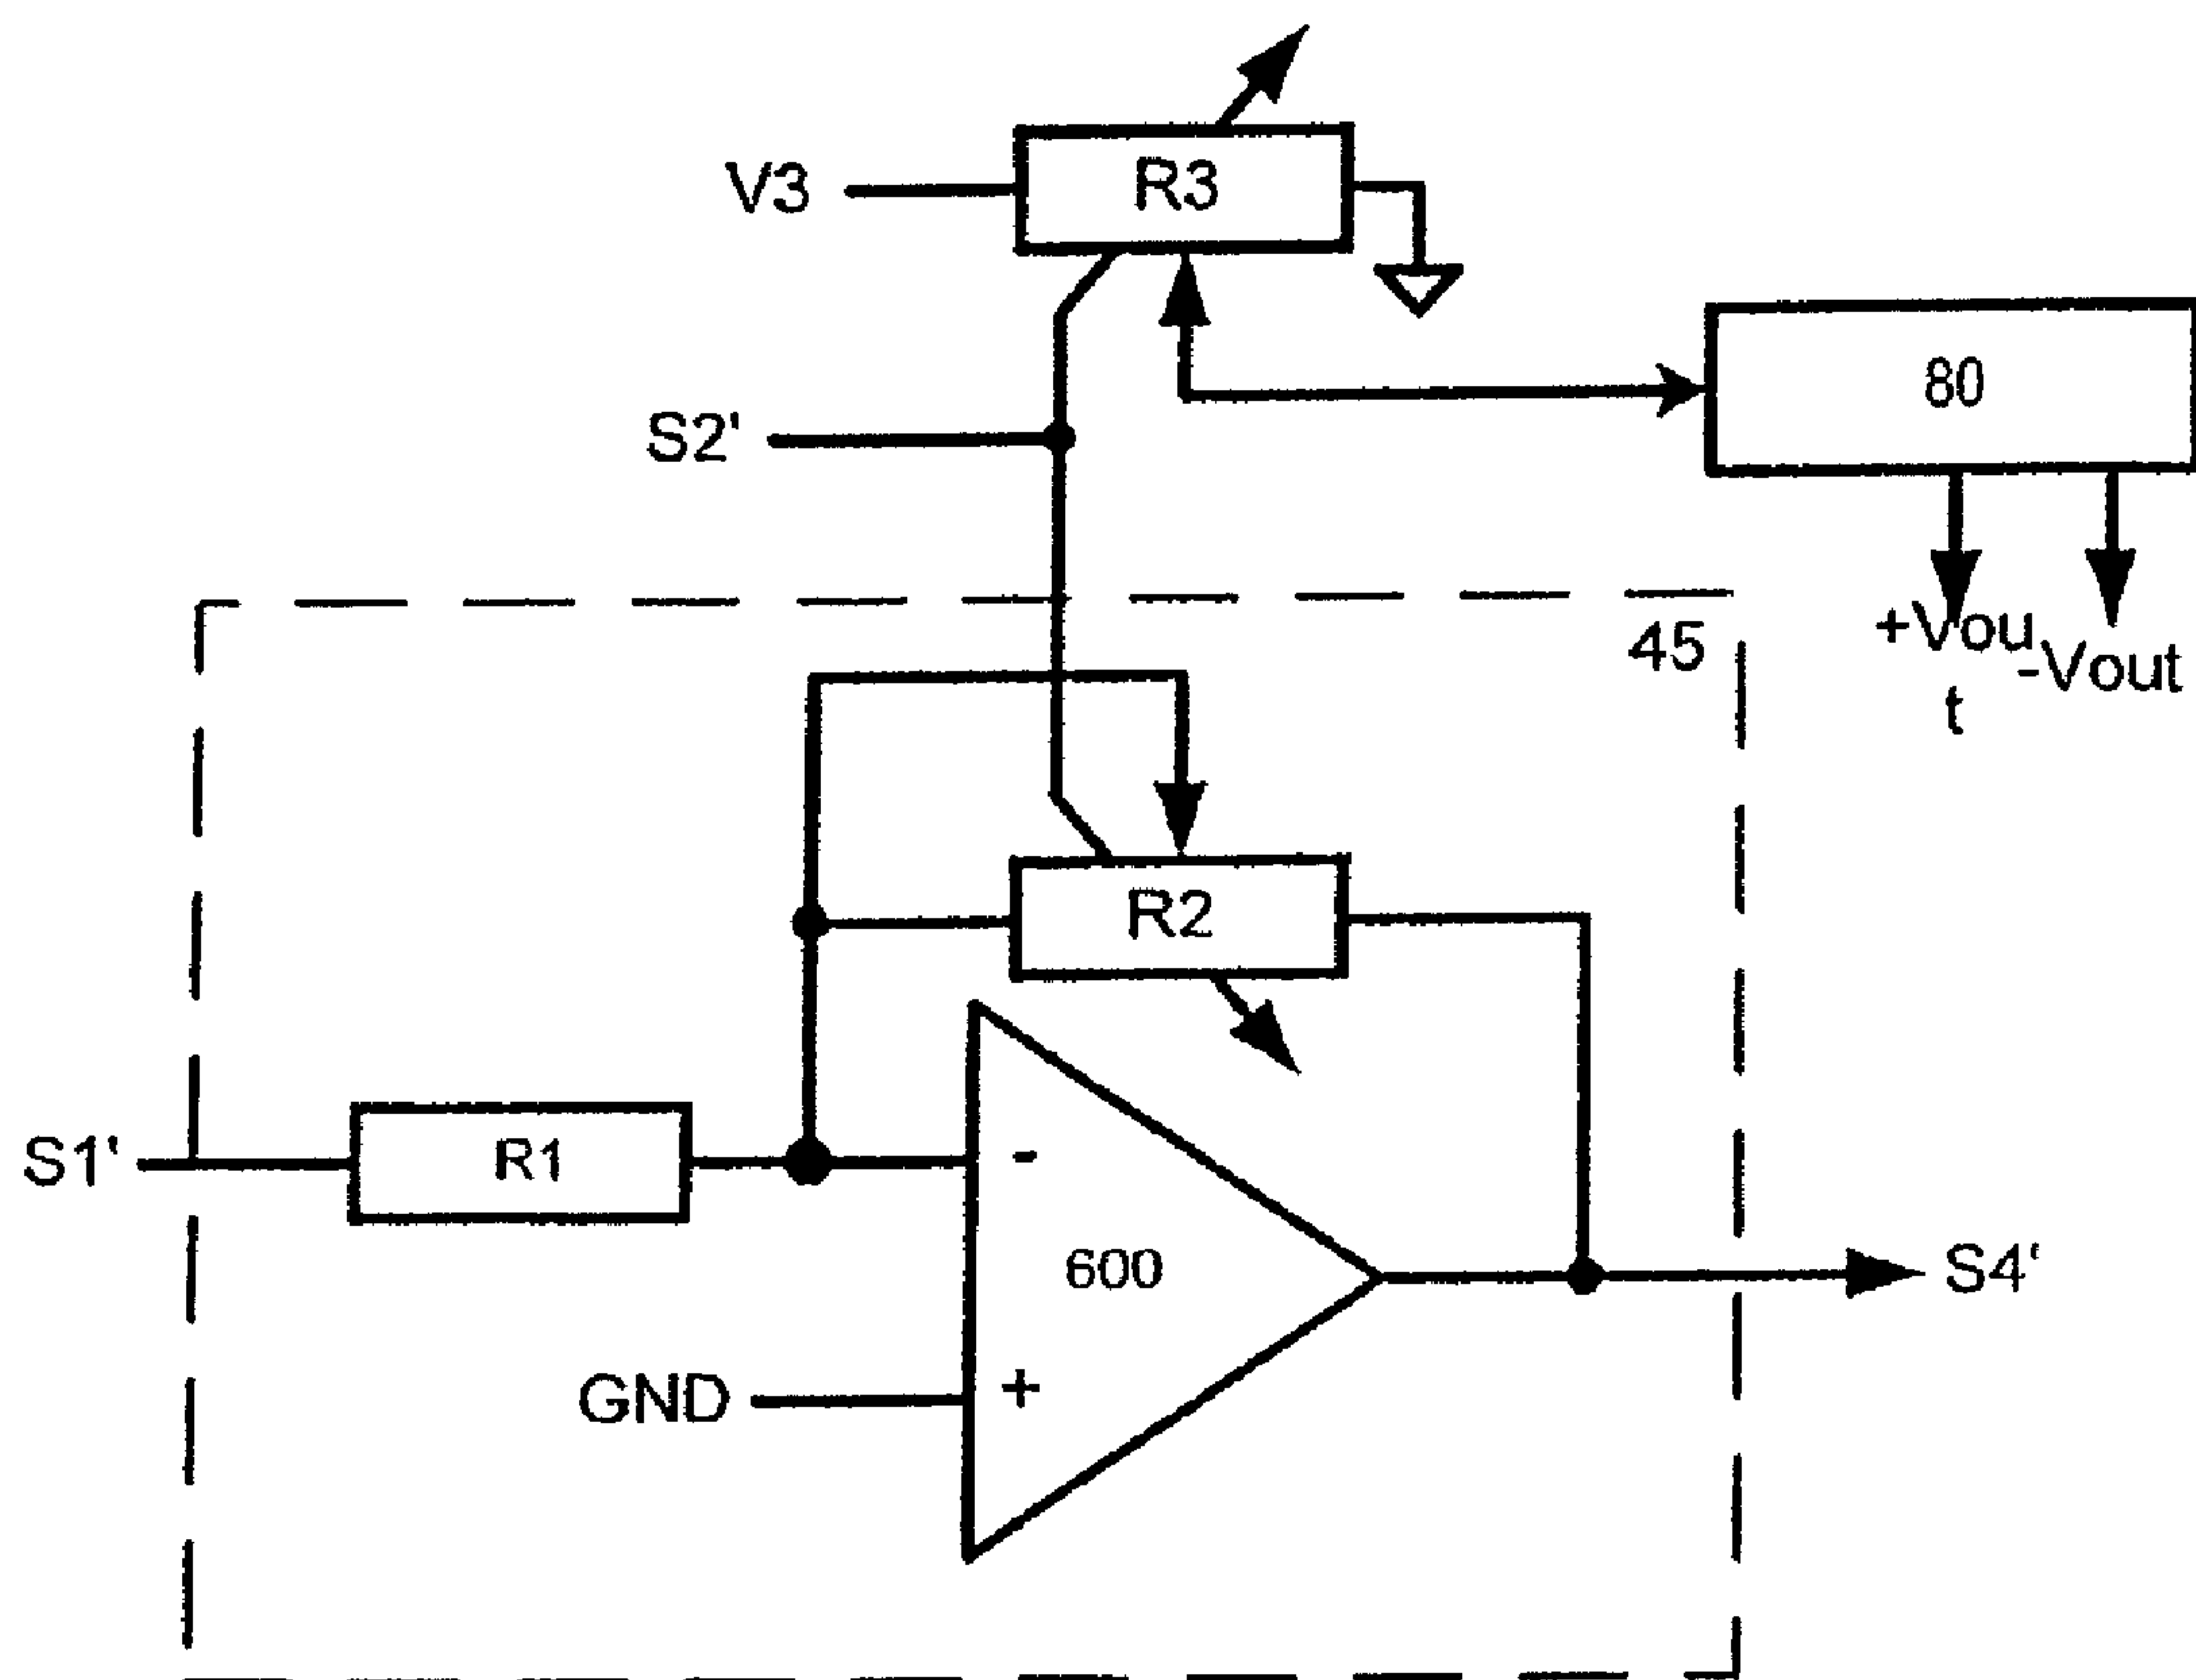 V3
R3
80
S2'
45
+Vou
t
-Vout
R2
S1'
R1
-
600
S4'
GND
+